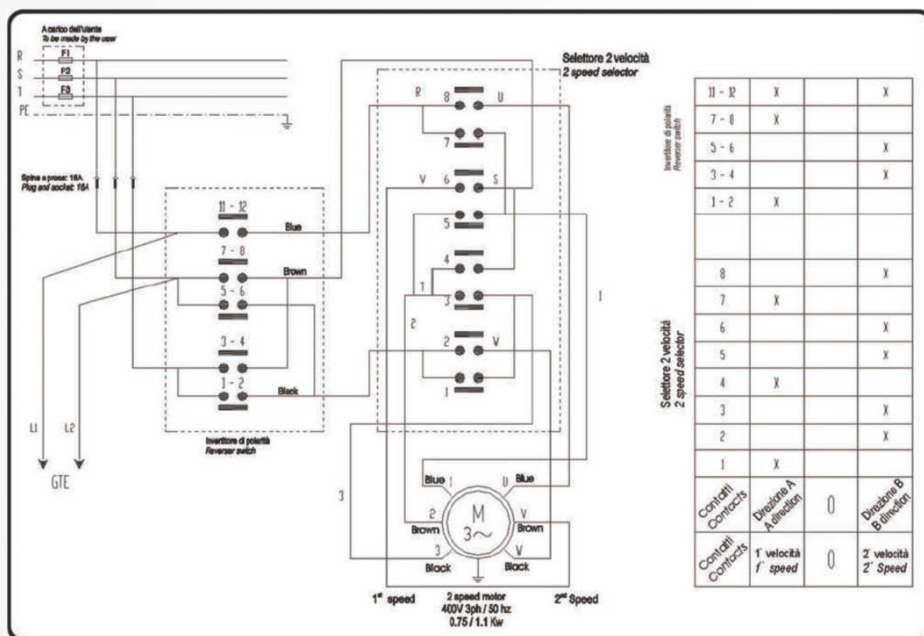 A carico dell'utente
To be made by the user
R F1
S F2
T F3
PE
Spina e presa: 16A
Plug and socket: 16A
11 - 12
Blue
7 - 8
Brown
5 - 6
3 - 4
1 - 2
Black
Invertitore di polarità
Reverser switch
L1
L2
GTE
Selettore 2 velocità
2 speed selector
R 8 U
7
V 6 S
5
4
T
3
2
2 W
1
1
3
Blue 1 U Blue
2 M V
Brown 3~ Brown
3 W
Black Black
1st speed
2 speed motor
400V 3ph / 50 hz
0.75 / 1.1 Kw
2nd Speed
Invertitore di polarità
Reverser switch
11 - 12 X X
7 - 8 X
5 - 6 X
3 - 4 X
1 - 2 X
Selettore 2 velocità
2 speed selector
8 X
7 X
6 X
5 X
4 X
3 X
2 X
1 X
Contatti
Contacts
Direzione A
A direction
0
Direzione B
B direction
Contatti
Contacts
1ˆ velocità
1ˆ speed
0
2ˆ velocità
2ˆ Speed